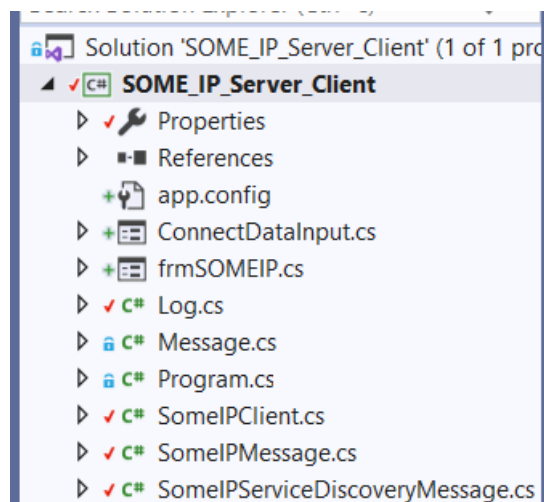 Solution 'SOME_IP_Server_Client' (1 of 1 pro
C# SOME_IP_Server_Client
Properties
References
app.config
ConnectDataInput.cs
frmSOMEIP.cs
C# Log.cs
C# Message.cs
C# Program.cs
C# SomeIPClient.cs
C# SomeIPMessage.cs
C# SomeIPServiceDiscoveryMessage.cs